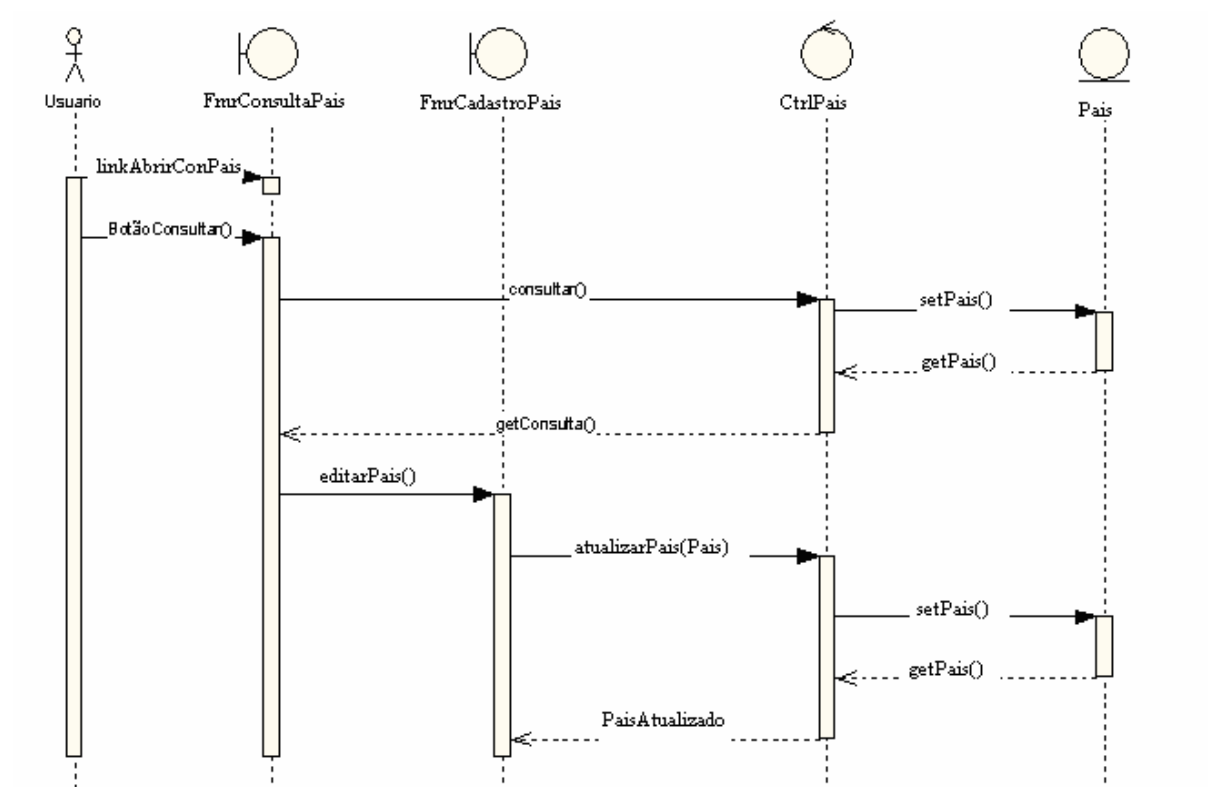 Usuario
FmrConsultaPais
FmrCadastroPais
CtrlPais
Pais
linkAbrirConPais
BotãoConsultar()
consultar()
setPais()
getPais()
getConsulta()
editarPais()
atualizarPais(Pais)
setPais()
getPais()
PaisAtualizado